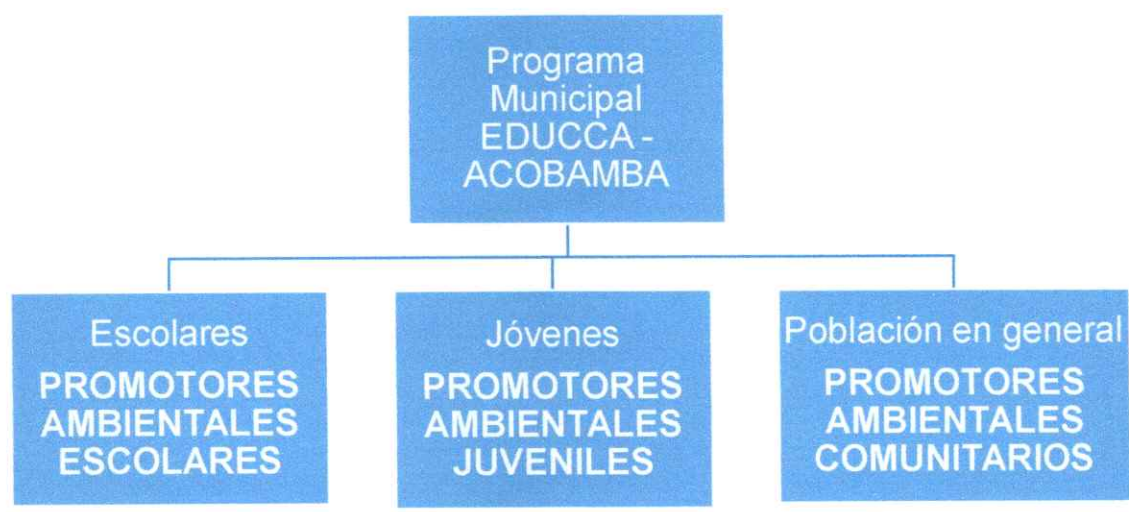 Programa
Municipal
EDUCCA -
ACOBAMBA
Escolares
PROMOTORES
AMBIENTALES
ESCOLARES
Jóvenes
PROMOTORES
AMBIENTALES
JUVENILES
Población en general
PROMOTORES
AMBIENTALES
COMUNITARIOS